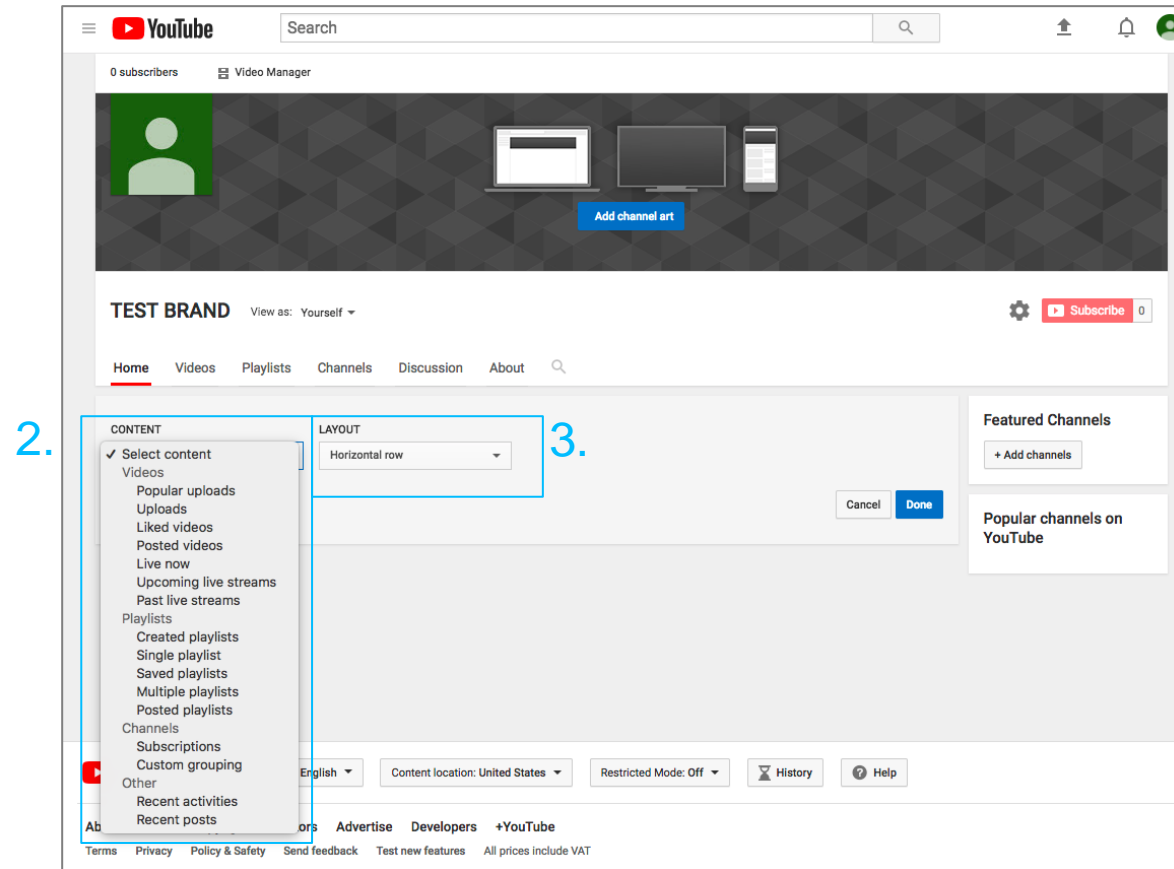 YouTube
Search
0 subscribers Video Manager
Add channel art
TEST BRAND View as: Yourself
Subscribe 0
Home Videos Playlists Channels Discussion About
2.
CONTENT
✓ Select content
Videos
Popular uploads
Uploads
Liked videos
Posted videos
Live now
Upcoming live streams
Past live streams
Playlists
Created playlists
Single playlist
Saved playlists
Multiple playlists
Posted playlists
Channels
Subscriptions
Custom grouping
Other
Recent activities
Recent posts
LAYOUT
Horizontal row
3.
Cancel Done
Featured Channels
+ Add channels
Popular channels on
YouTube
English Content location: United States Restricted Mode: Off History Help
Advertise Developers +YouTube
Terms Privacy Policy & Safety Send feedback Test new features All prices include VAT